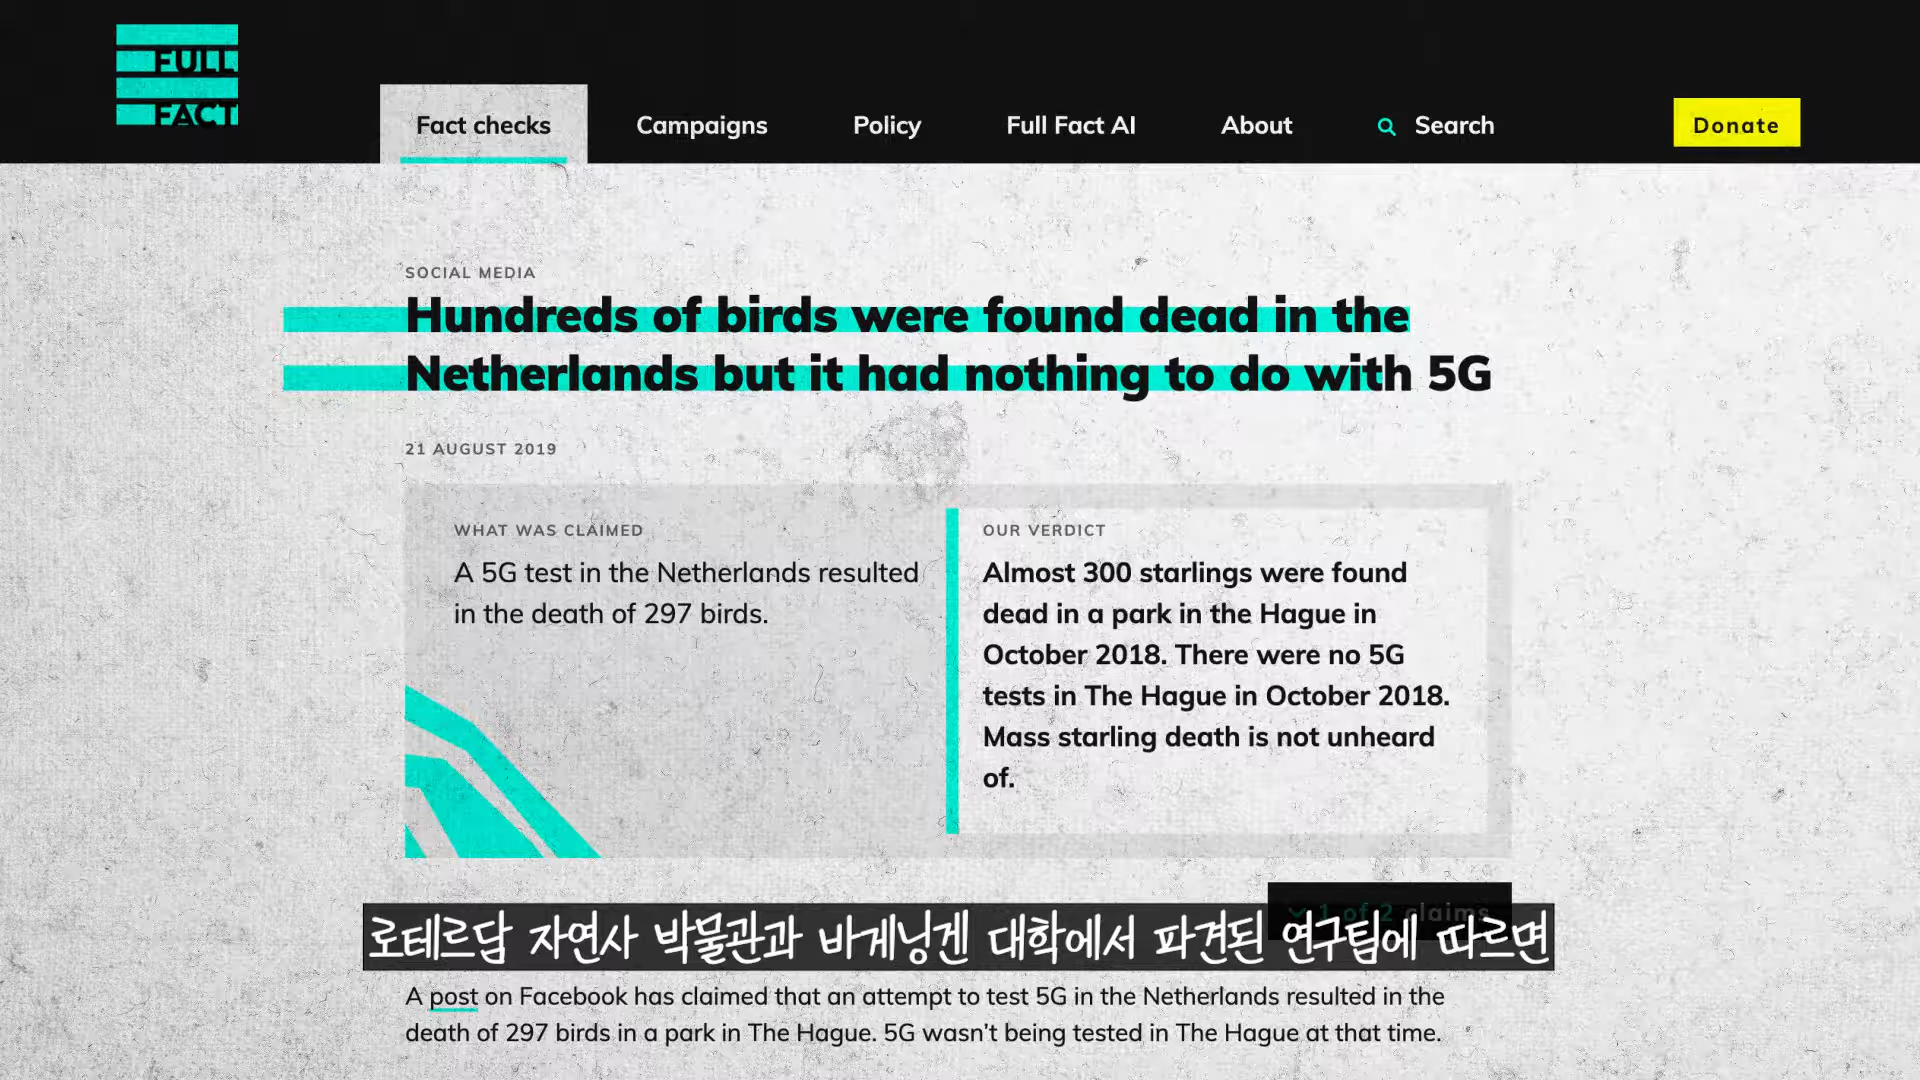 FULL
FACT
Fact checks
Campaigns
Policy
Full Fact AI
About
Search
Donate
SOCIAL MEDIA
Hundreds of birds were found dead in the
Netherlands but it had nothing to do with 5G
21 AUGUST 2019
WHAT WAS CLAIMED
A 5G test in the Netherlands resulted
in the death of 297 birds.
OUR VERDICT
Almost 300 starlings were found
dead in a park in the Hague in
October 2018. There were no 5G
tests in The Hague in October 2018.
Mass starling death is not unheard
of.
1 of 2 claims
로테르담 자연사 박물관과 바게닝겐 대학에서 파견된 연구팀에 따르면
A post on Facebook has claimed that an attempt to test 5G in the Netherlands resulted in the
death of 297 birds in a park in The Hague. 5G wasn’t being tested in The Hague at that time.